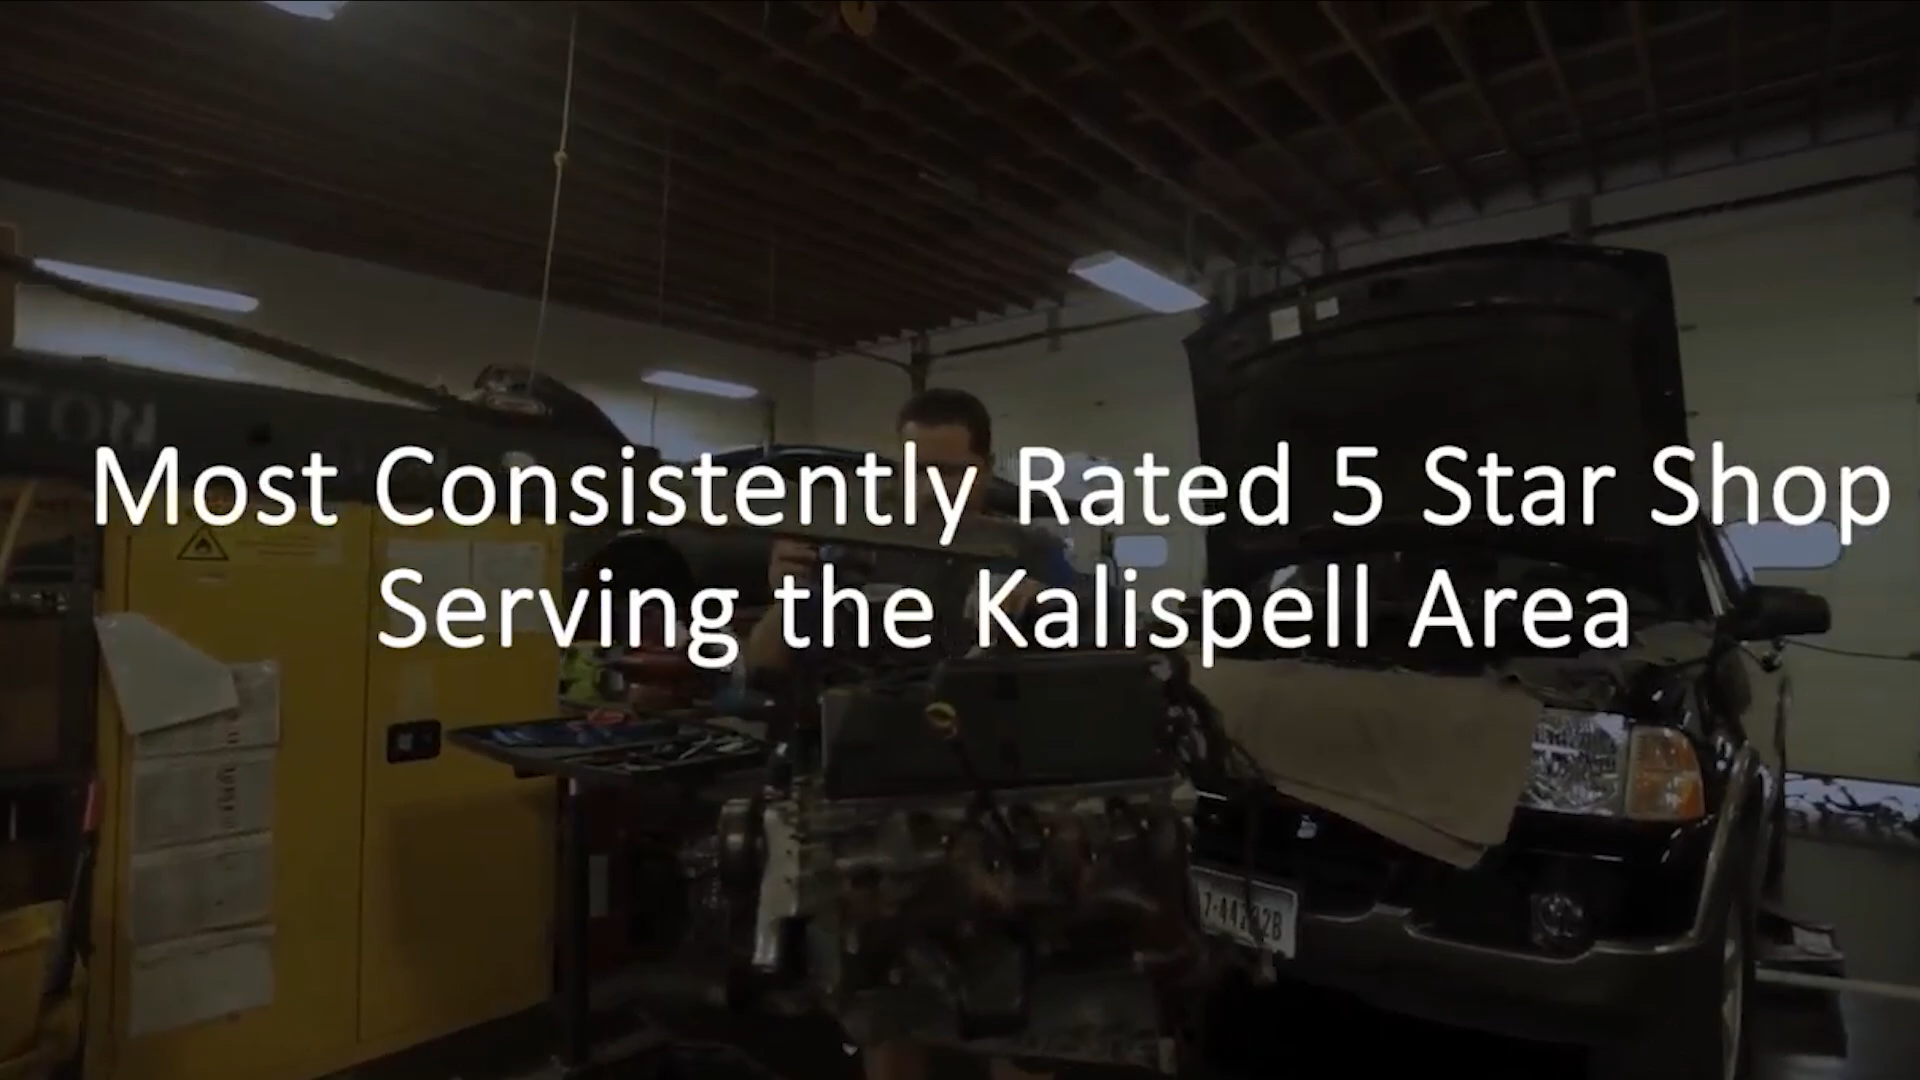 Most Consistently Rated 5 Star Shop
Serving the Kalispell Area